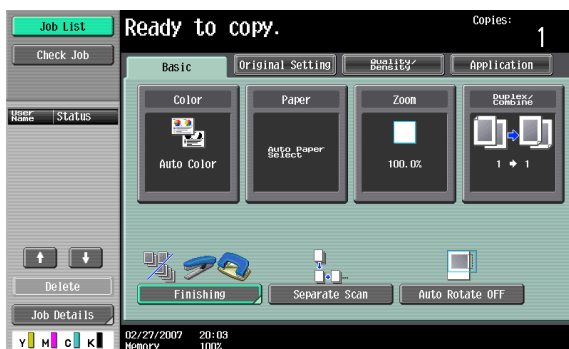 Job List
Ready to copy.
Copies:
1
Check Job
Basic
Original Setting
Quality/
Density
Application
Color
Paper
Zoom
Duplex/
Combine
User
Name
Status
Auto Color
Auto Paper
Select
100.0%
1 → 1
Delete
Finishing
Separate Scan
Auto Rotate OFF
Job Details
02/27/2007 20:03
Y M C K
Memory 100%